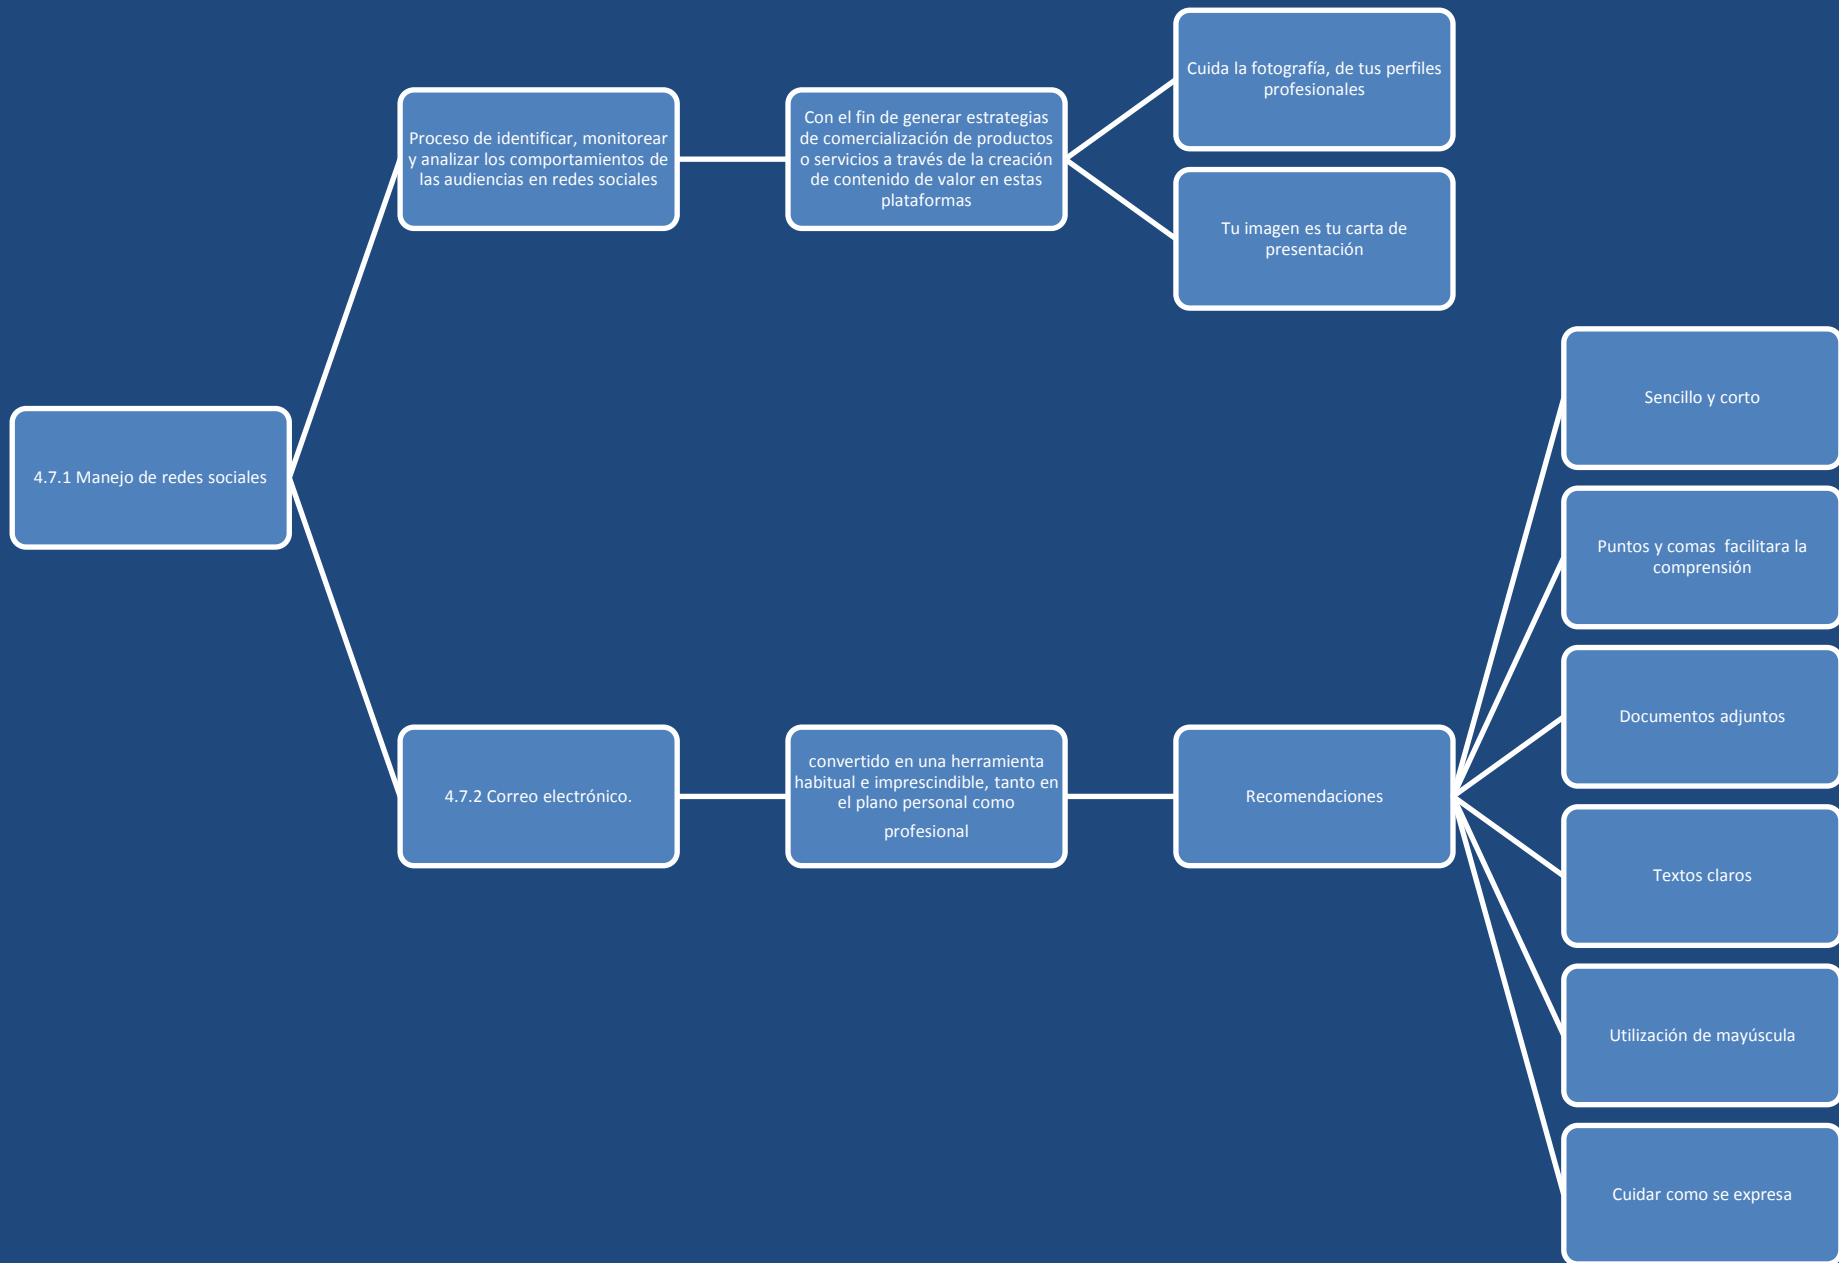 4.7.1 Manejo de redes sociales
Proceso de identificar, monitorear
y analizar los comportamientos de
las audiencias en redes sociales
Con el fin de generar estrategias
de comercialización de productos
o servicios a través de la creación
de contenido de valor en estas
plataformas
Cuida la fotografía, de tus perfiles
profesionales
Tu imagen es tu carta de
presentación
4.7.2 Correo electrónico.
convertido en una herramienta
habitual e imprescindible, tanto en
el plano personal como
profesional
Recomendaciones
Sencillo y corto
Puntos y comas  facilitara la
comprensión
Documentos adjuntos
Textos claros
Utilización de mayúscula
Cuidar como se expresa